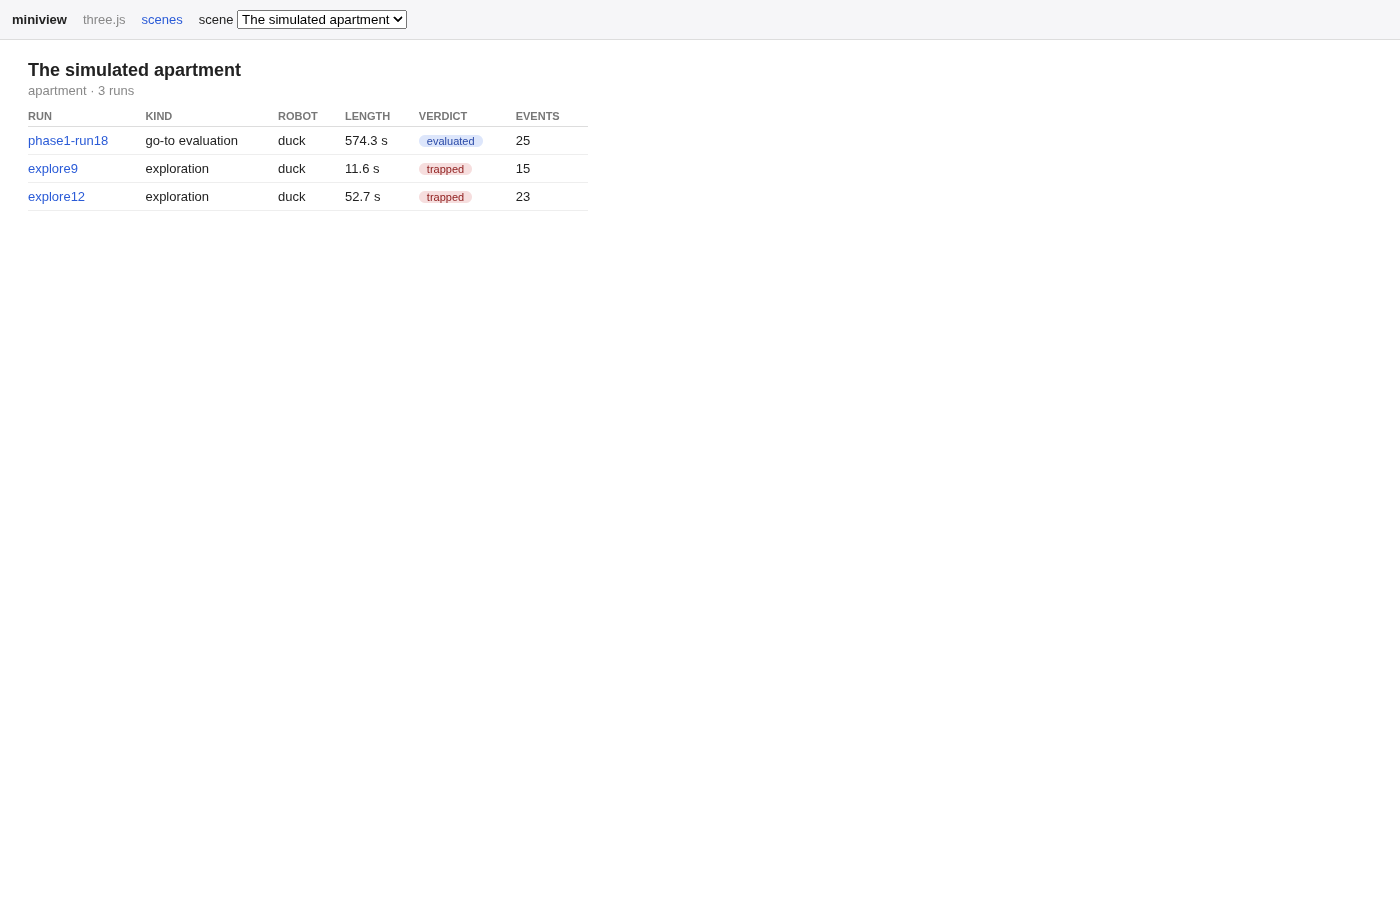 miniview three.js scenes scene The simulated apartment
The simulated apartment
apartment · 3 runs
RUN KIND ROBOT LENGTH VERDICT EVENTS
phase1-run18 go-to evaluation duck 574.3 s evaluated 25
explore9 exploration duck 11.6 s trapped 15
explore12 exploration duck 52.7 s trapped 23